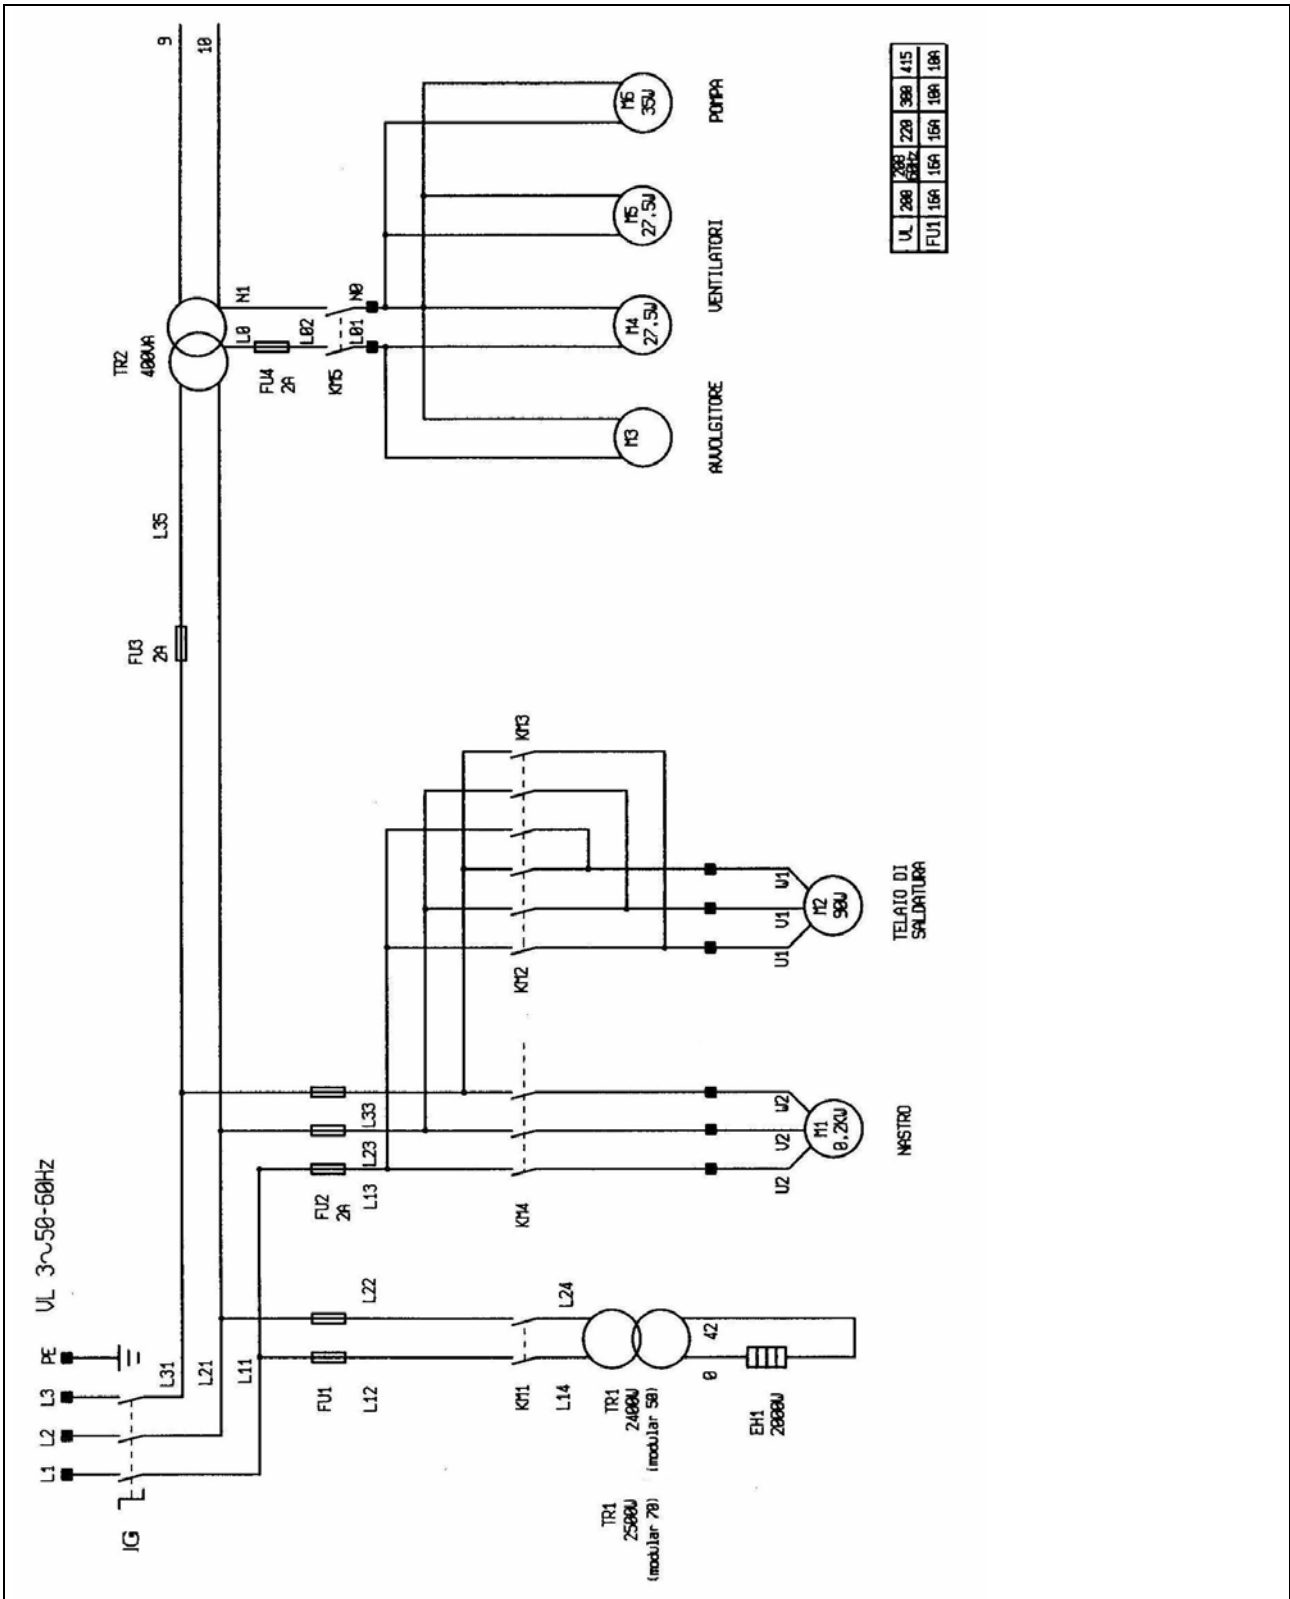 VL 3~50-60Hz
L1
L2
L3
PE
IG
L31
L21
L11
FU1
L12
L22
KM1
L14
L24
TR1
2400W
(modular 50)
TR1
2500W
(modular 70)
0
42
EH1
2000W
FU2
2A
L13
L23
L33
KM4
U2
V2
W2
M1
0.2KW
NASTRO
KM2
KM3
U1
V1
W1
M2
90W
TELAIO DI
SALDATURA
FU3
2A
L35
TR2
400VA
9
10
L0
N1
FU4
2A
L02
KM5
L01
N0
M3
AVVOLGITORE
M4
27.5W
M5
27.5W
VENTILATORI
M6
35W
POMPA
VL 200 200 60Hz 220 380 415
FU1 16A 16A 16A 10A 10A